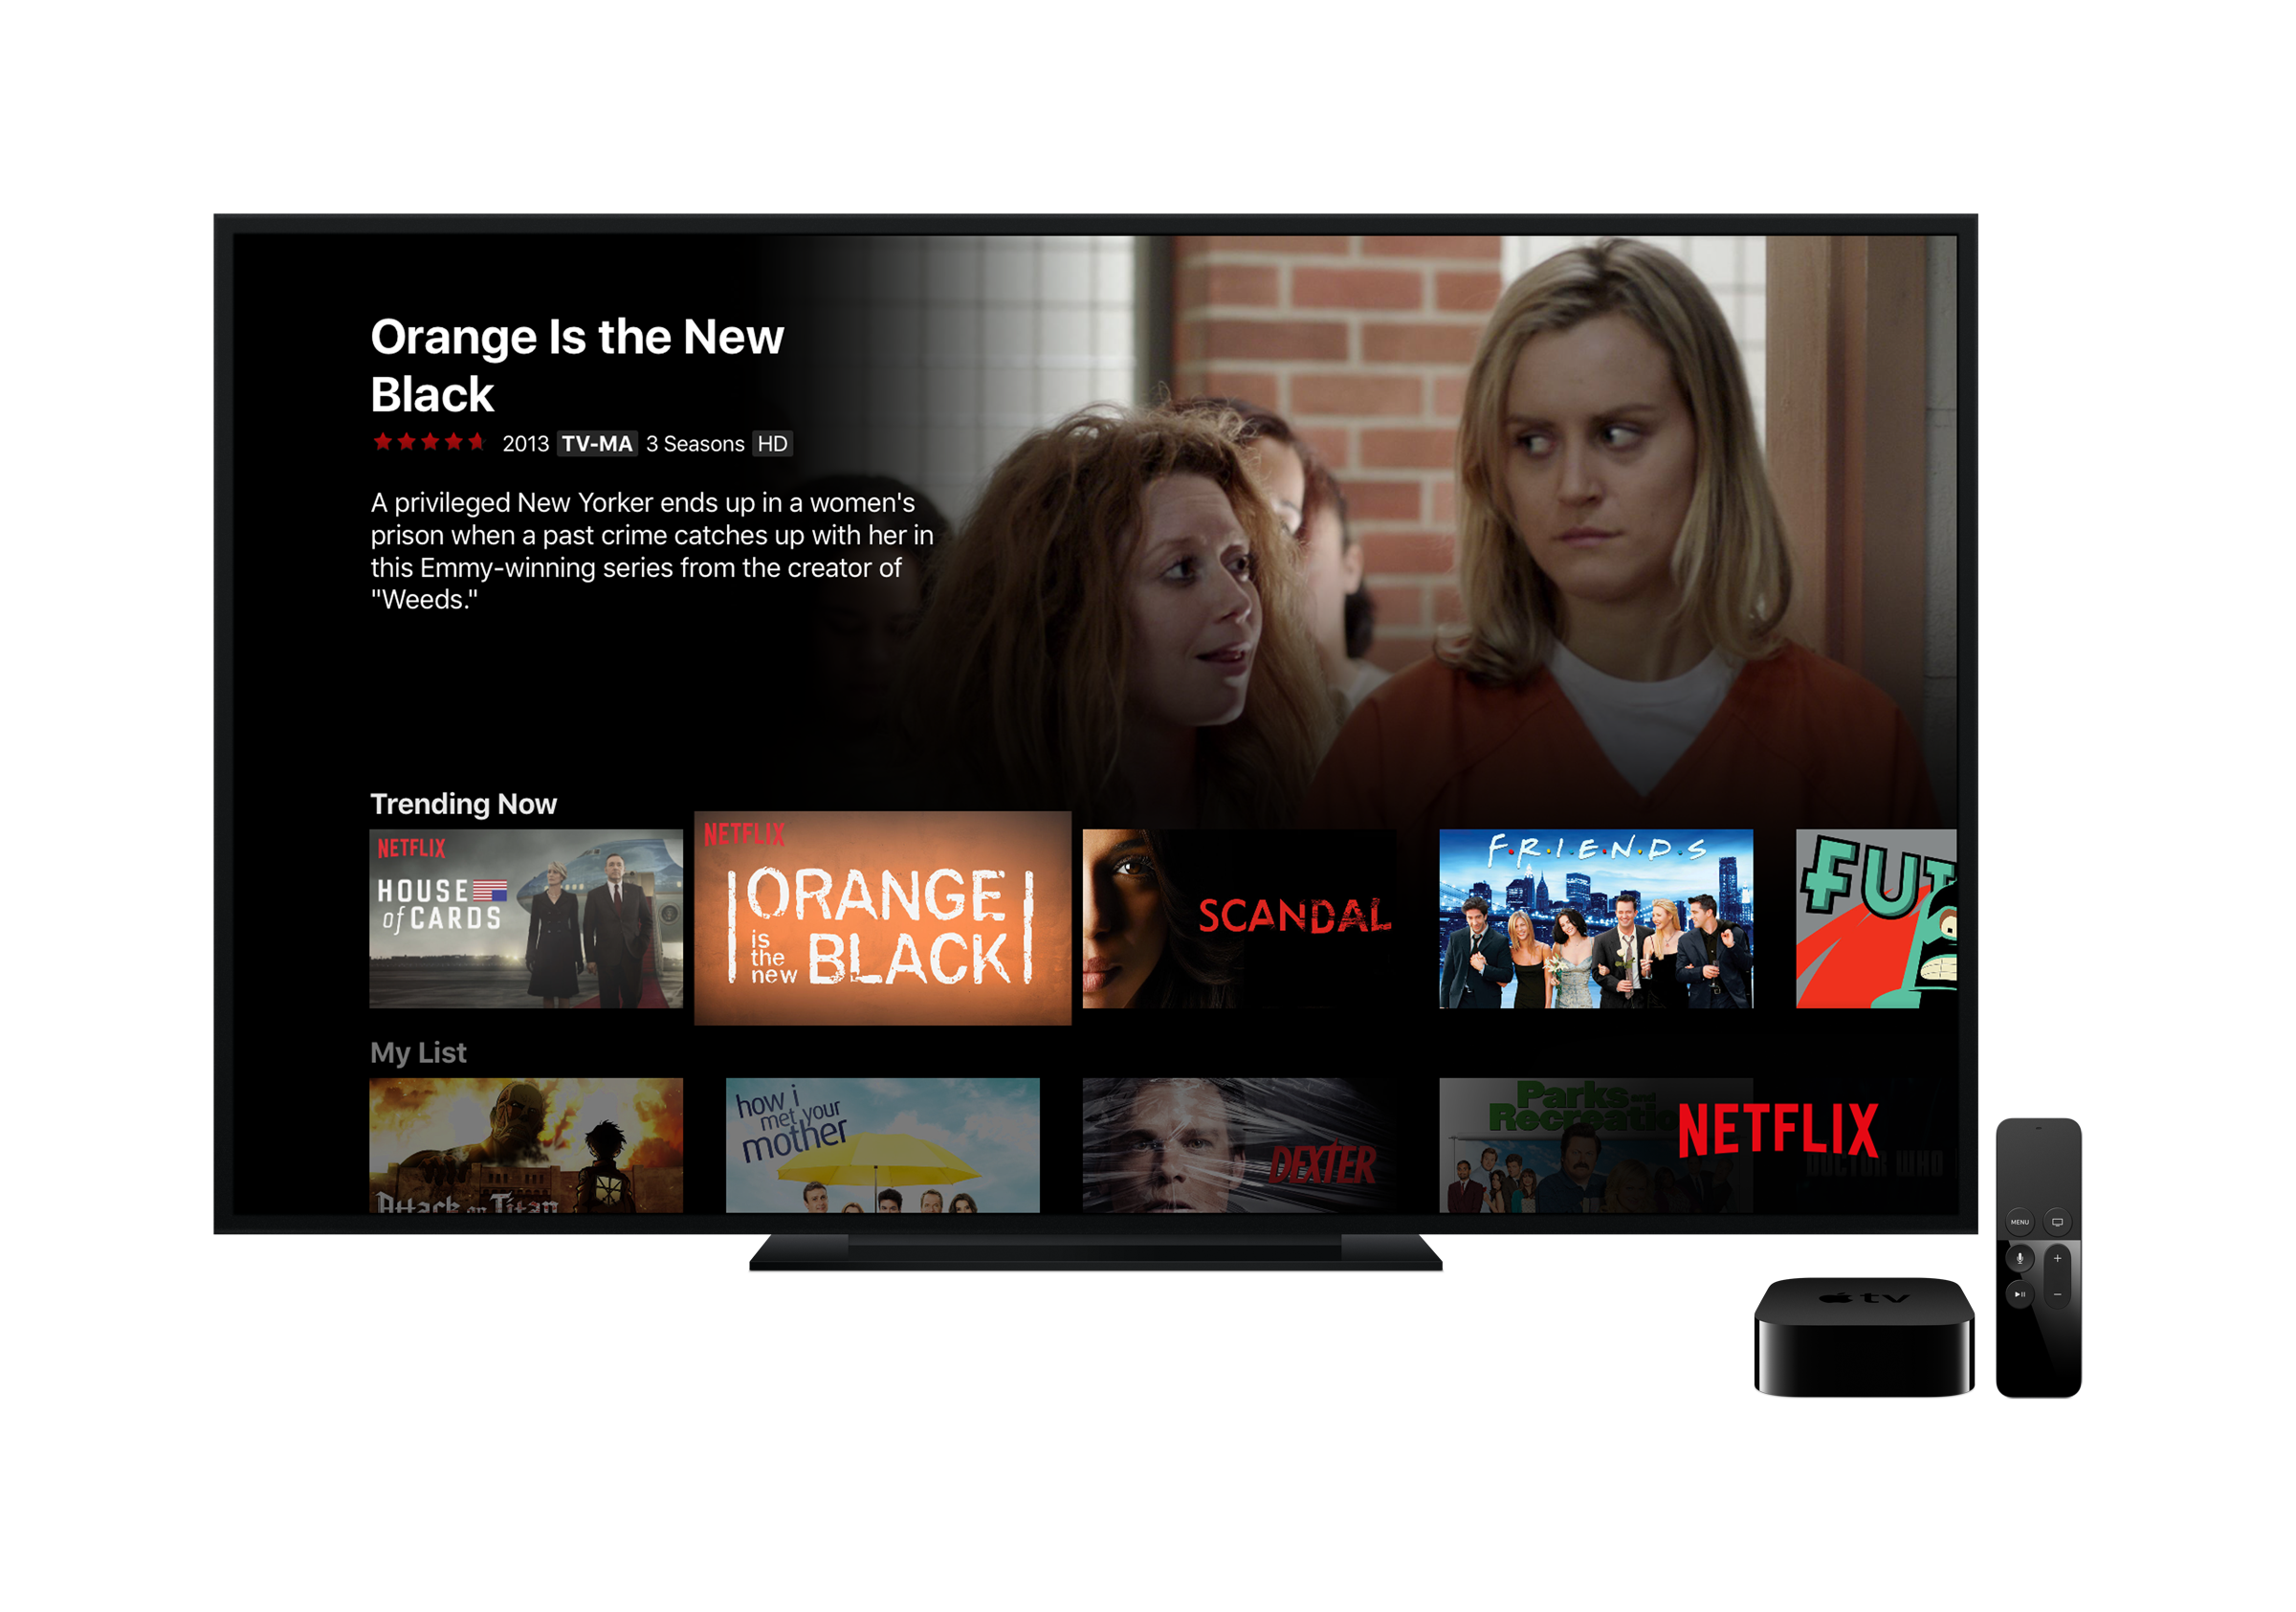 Orange Is the New
Black
2013 TV-MA 3 Seasons HD
A privileged New Yorker ends up in a women's
prison when a past crime catches up with her in
this Emmy-winning series from the creator of
"Weeds."
Trending Now
NETFLIX
HOUSE
of CARDS
NETFLIX
ORANGE
is
the
new BLACK
SCANDAL
F·R·I·E·N·D·S
FUT
My List
Attack on Titan
how i
met your
mother
DEXTER
Parks and
Recreatio
NETFLIX
DOCTOR WHO
MENU
tv